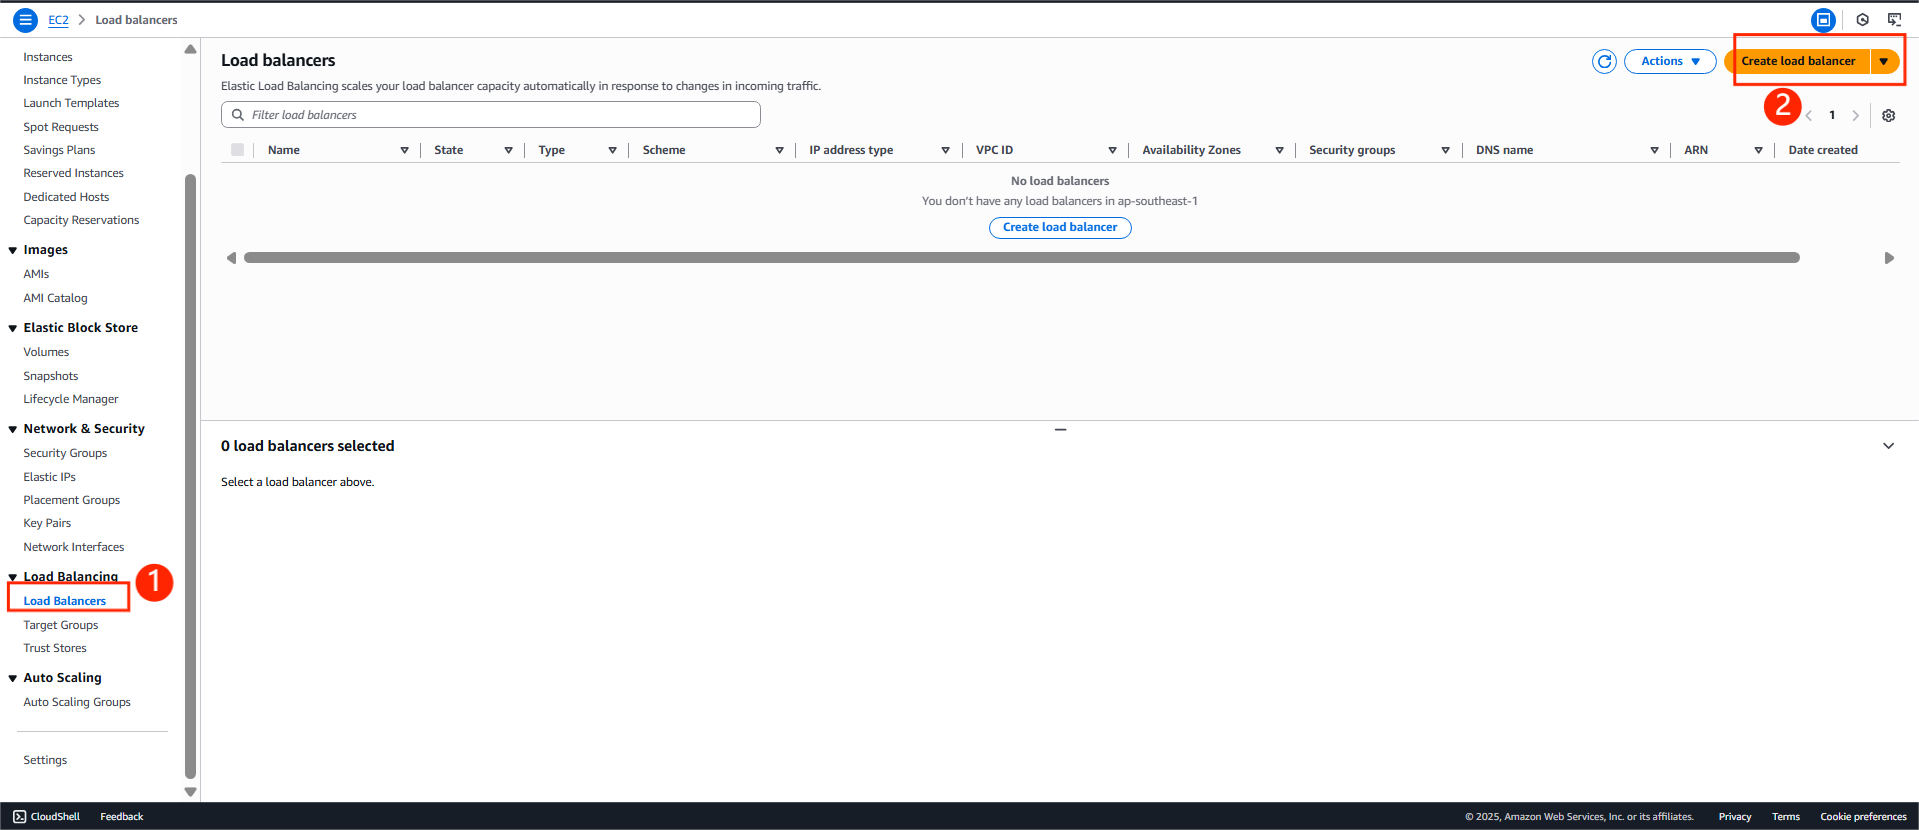 EC2 > Load balancers
Instances
Instance Types
Launch Templates
Spot Requests
Savings Plans
Reserved Instances
Dedicated Hosts
Capacity Reservations
Images
AMIs
AMI Catalog
Elastic Block Store
Volumes
Snapshots
Lifecycle Manager
Network & Security
Security Groups
Elastic IPs
Placement Groups
Key Pairs
Network Interfaces
Load Balancing
1
Load Balancers
Target Groups
Trust Stores
Auto Scaling
Auto Scaling Groups
Settings
Load balancers
Actions
Create load balancer
Elastic Load Balancing scales your load balancer capacity automatically in response to changes in incoming traffic.
Filter load balancers
2
1
Name State Type Scheme IP address type VPC ID Availability Zones Security groups DNS name ARN Date created
No load balancers
You don't have any load balancers in ap-southeast-1
Create load balancer
0 load balancers selected
Select a load balancer above.
CloudShell Feedback
© 2025, Amazon Web Services, Inc. or its affiliates. Privacy Terms Cookie preferences